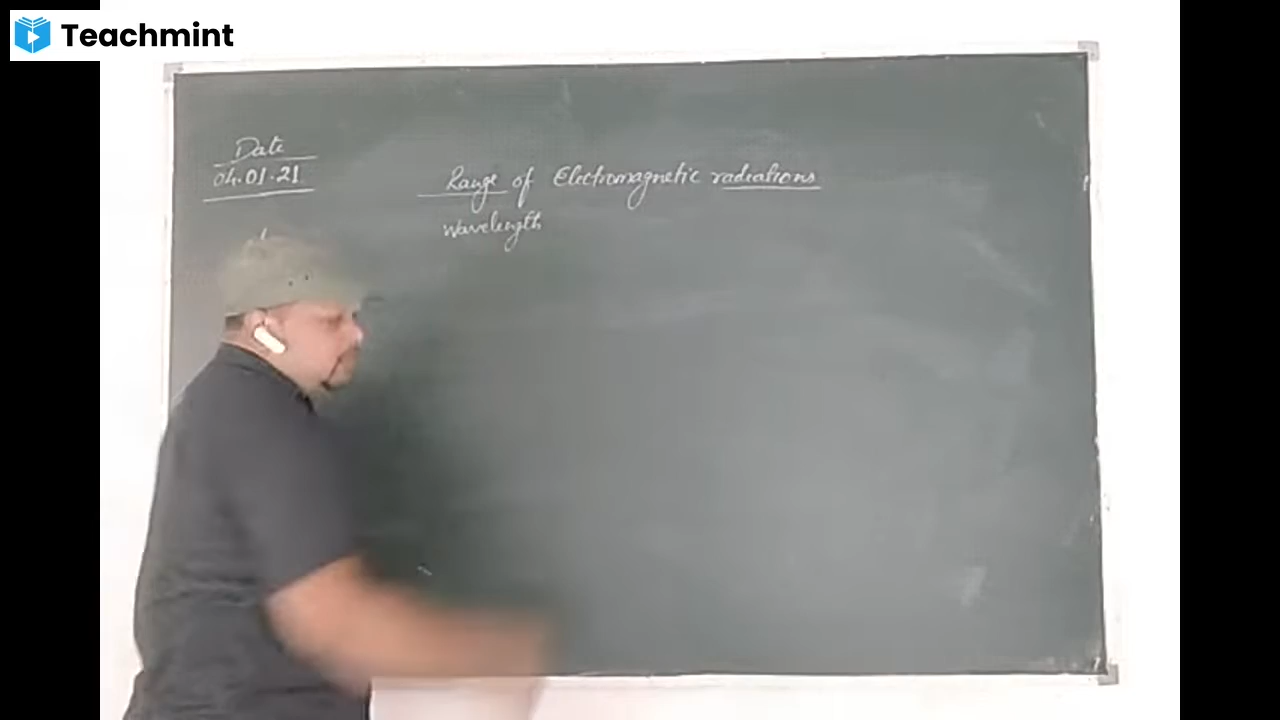 Teachmint
Date
04.01.21
Range of Electromagnetic radiations
Wavelength